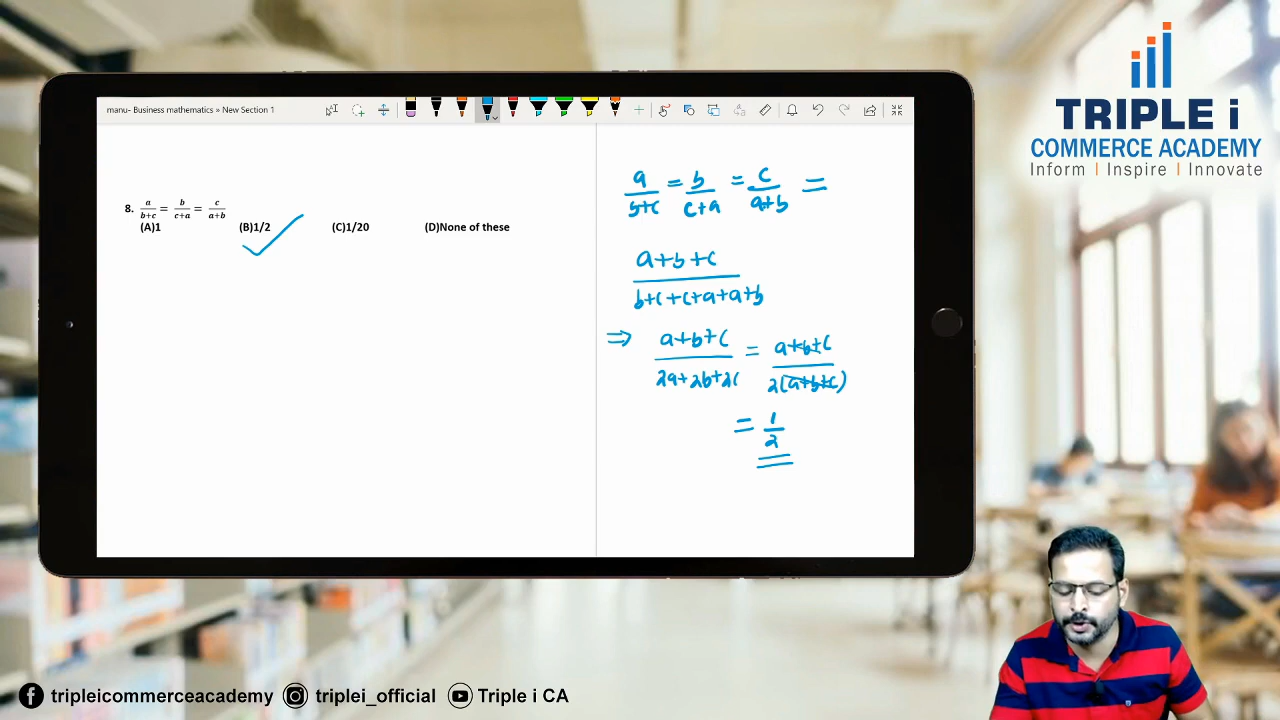 TRIPLE i
COMMERCE ACADEMY
Inform | Inspire | Innovate
manu- Business mathematics » New Section 1
8. a/(b+c) = b/(c+a) = c/(a+b)
(A)1 (B)1/2 (C)1/20 (D)None of these
a/(b+c) = b/(c+a) = c/(a+b) =
(a+b+c)/(b+c+c+a+a+b)
⇒ (a+b+c)/(2a+2b+2c) = (a+b+c)/(2(a+b+c))
= 1/2
tripleicommerceacademy triplei_official Triple i CA